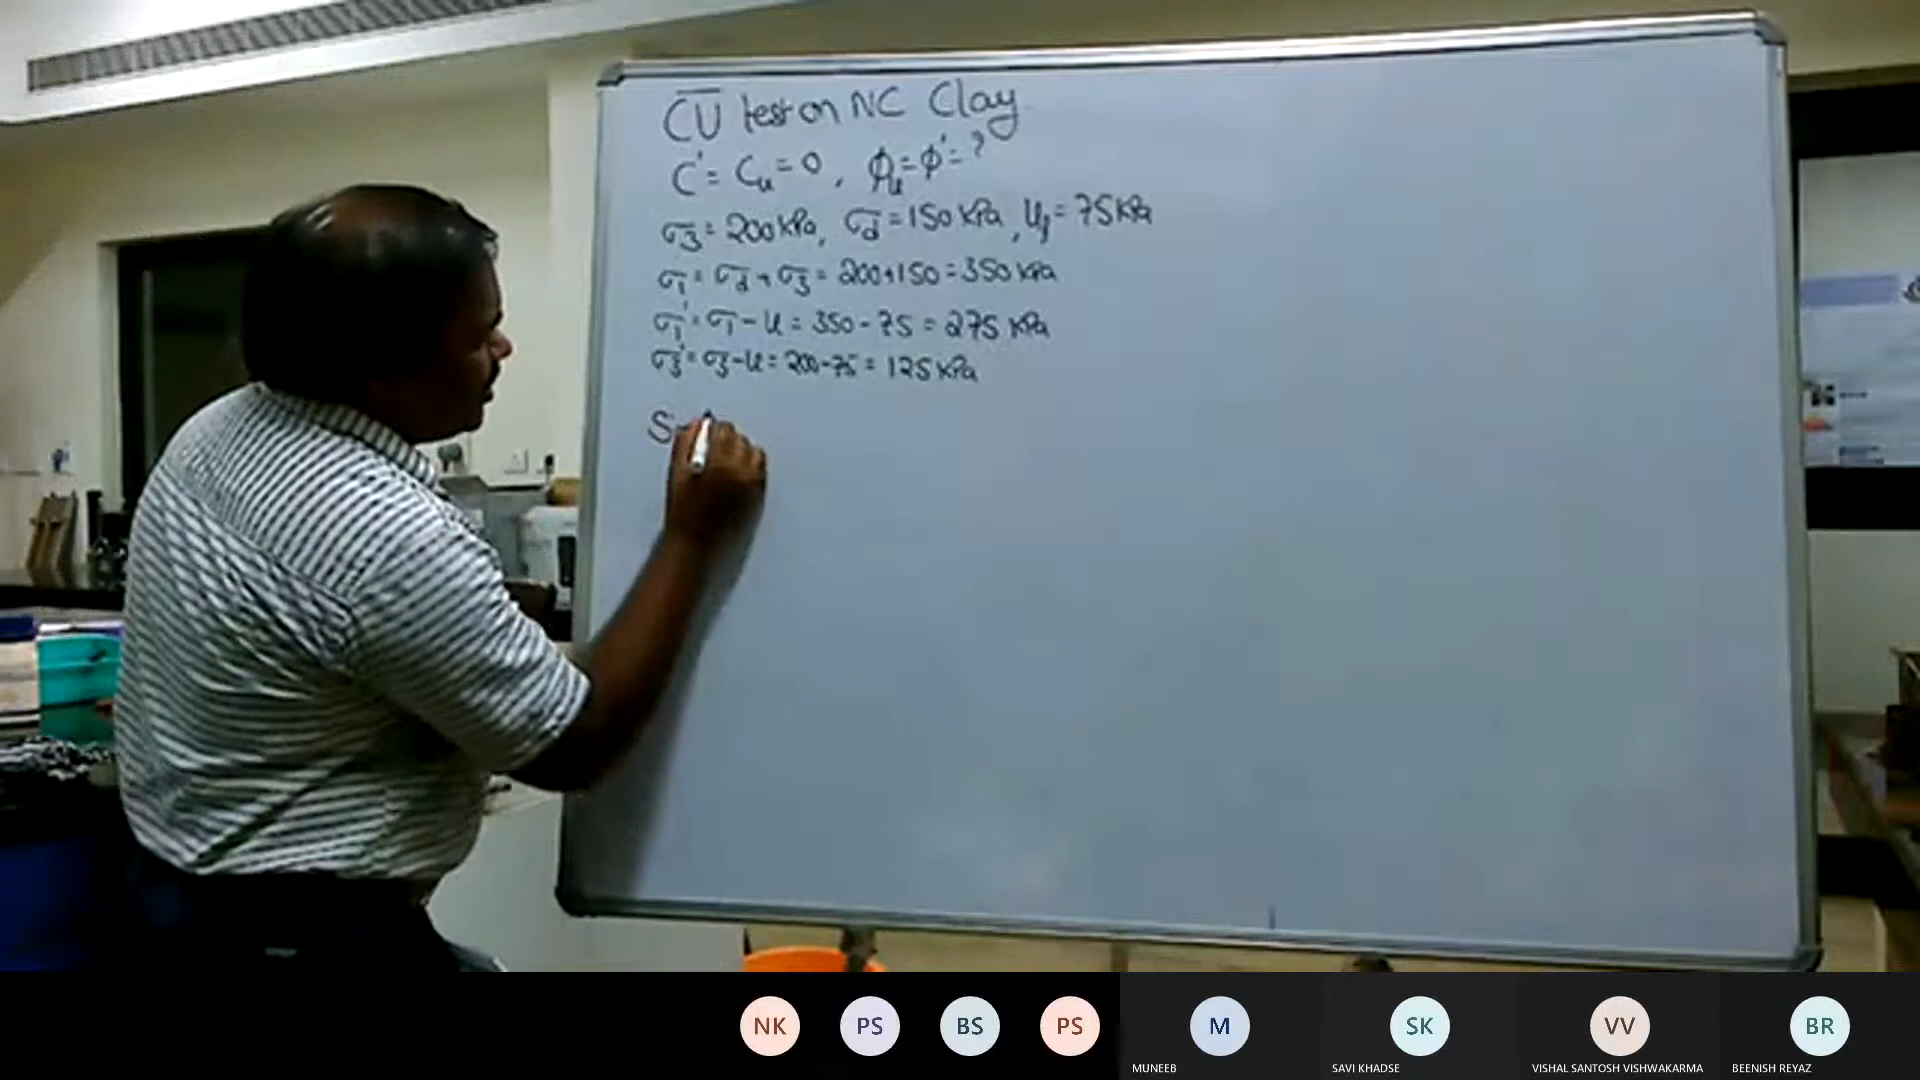 C̅U̅ test on NC Clay
C' = Cᵤ = 0, ϕᵤ = ϕ' = ?
σ₃ = 200 kPa, σd = 150 kPa, Uf = 75 kPa
σ₁ = σd + σ₃ = 200+150 = 350 kPa
σ₁' = σ₁ - U = 350 - 75 = 275 kPa
σ₃' = σ₃ - U = 200 - 75 = 125 kPa
S
NK
PS
BS
PS
M
SK
VV
BR
MUNEEB
SAVI KHADSE
VISHAL SANTOSH VISHWAKARMA
BEENISH REYAZ